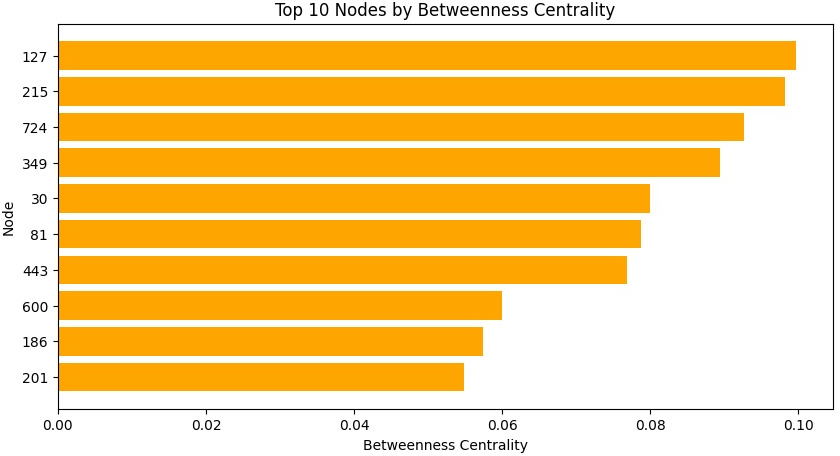 Top 10 Nodes by Betweenness Centrality
Node
127
215
724
349
30
81
443
600
186
201
0.00 0.02 0.04 0.06 0.08 0.10
Betweenness Centrality